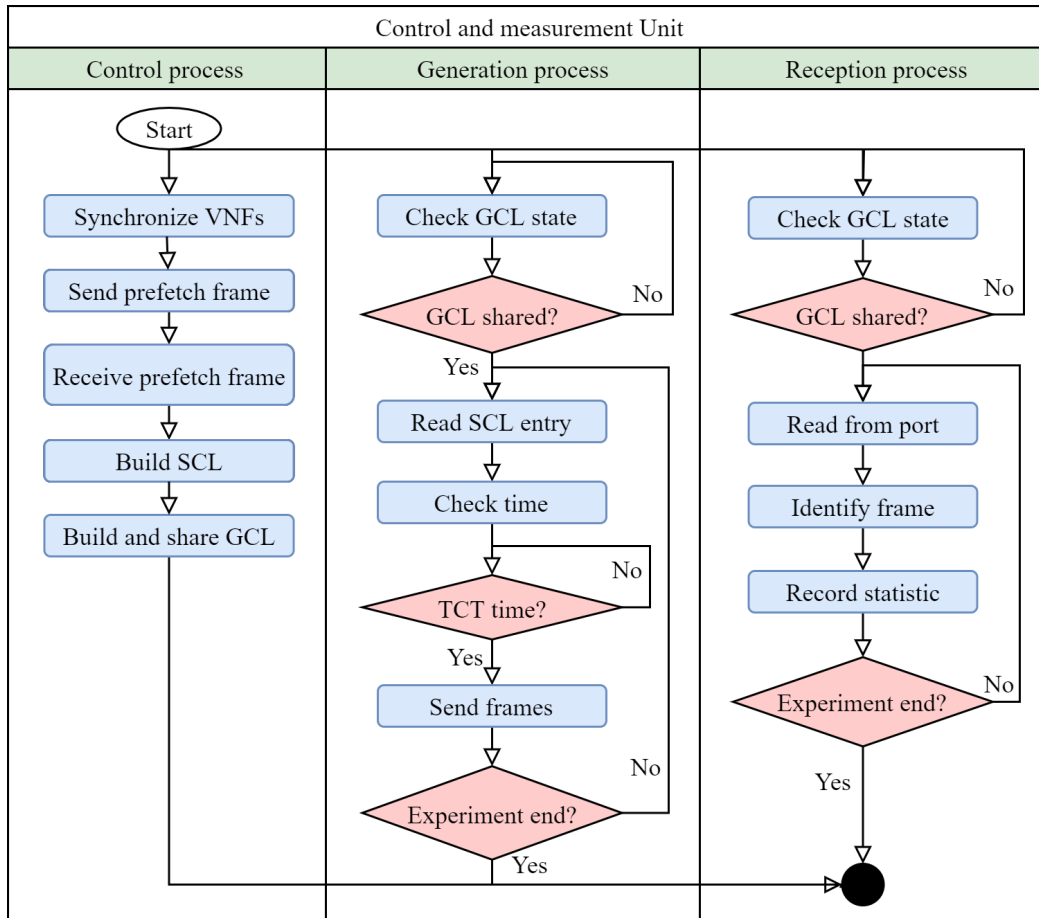 Control and measurement Unit
Control process
Generation process
Reception process
Start
Synchronize VNFs
Send prefetch frame
Receive prefetch frame
Build SCL
Build and share GCL
Check GCL state
GCL shared?
No
Yes
Read SCL entry
Check time
TCT time?
No
Yes
Send frames
Experiment end?
No
Yes
Check GCL state
GCL shared?
No
Read from port
Identify frame
Record statistic
Experiment end?
No
Yes